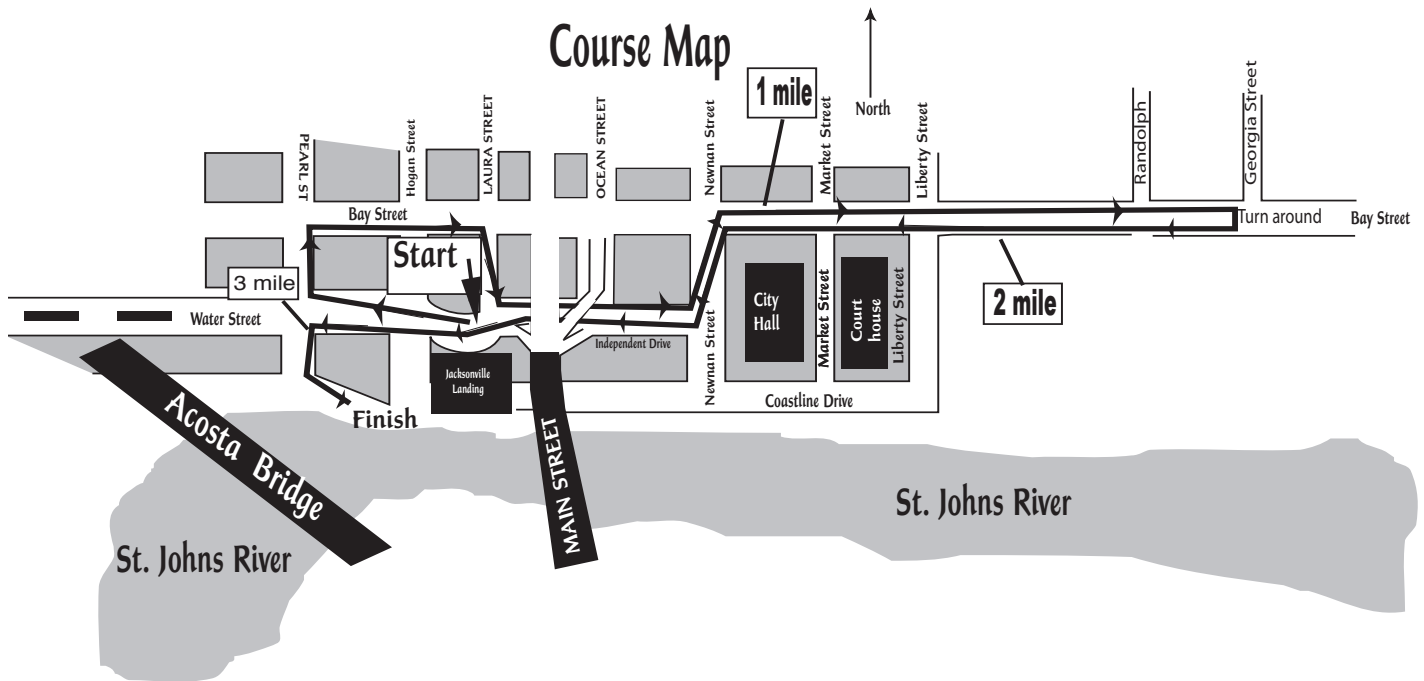 Course Map
1 mile
North
PEARL ST
Hogan Street
LAURA STREET
OCEAN STREET
Newnan Street
Market Street
Liberty Street
Randolph
Georgia Street
Bay Street
Turn around
Bay Street
Start
3 mile
Water Street
2 mile
City
Hall
Market Street
Court
house
Liberty Street
Independent Drive
Newnan Street
Jacksonville
Landing
Coastline Drive
Finish
Acosta Bridge
MAIN STREET
St. Johns River
St. Johns River